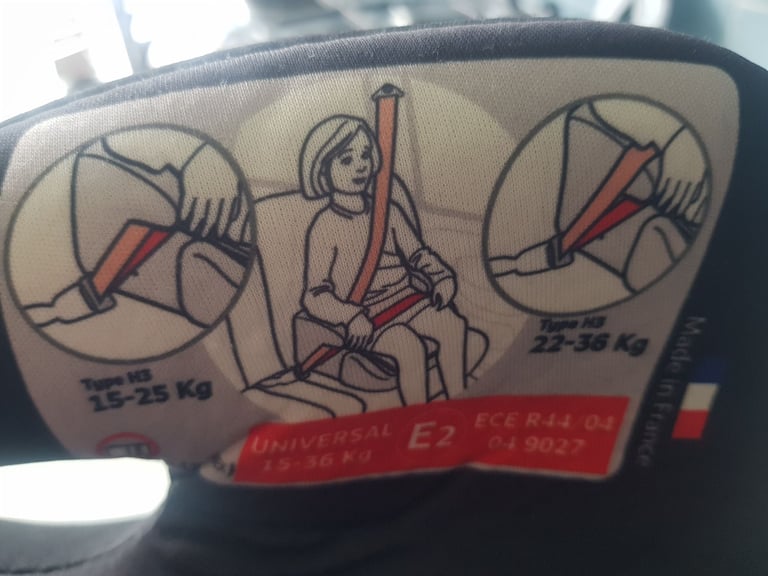 Type H3
15-25 Kg
Type H3
22-36 Kg
Made in France
UNIVERSAL
15-36 Kg
E2
ECE R44/04
04 9027